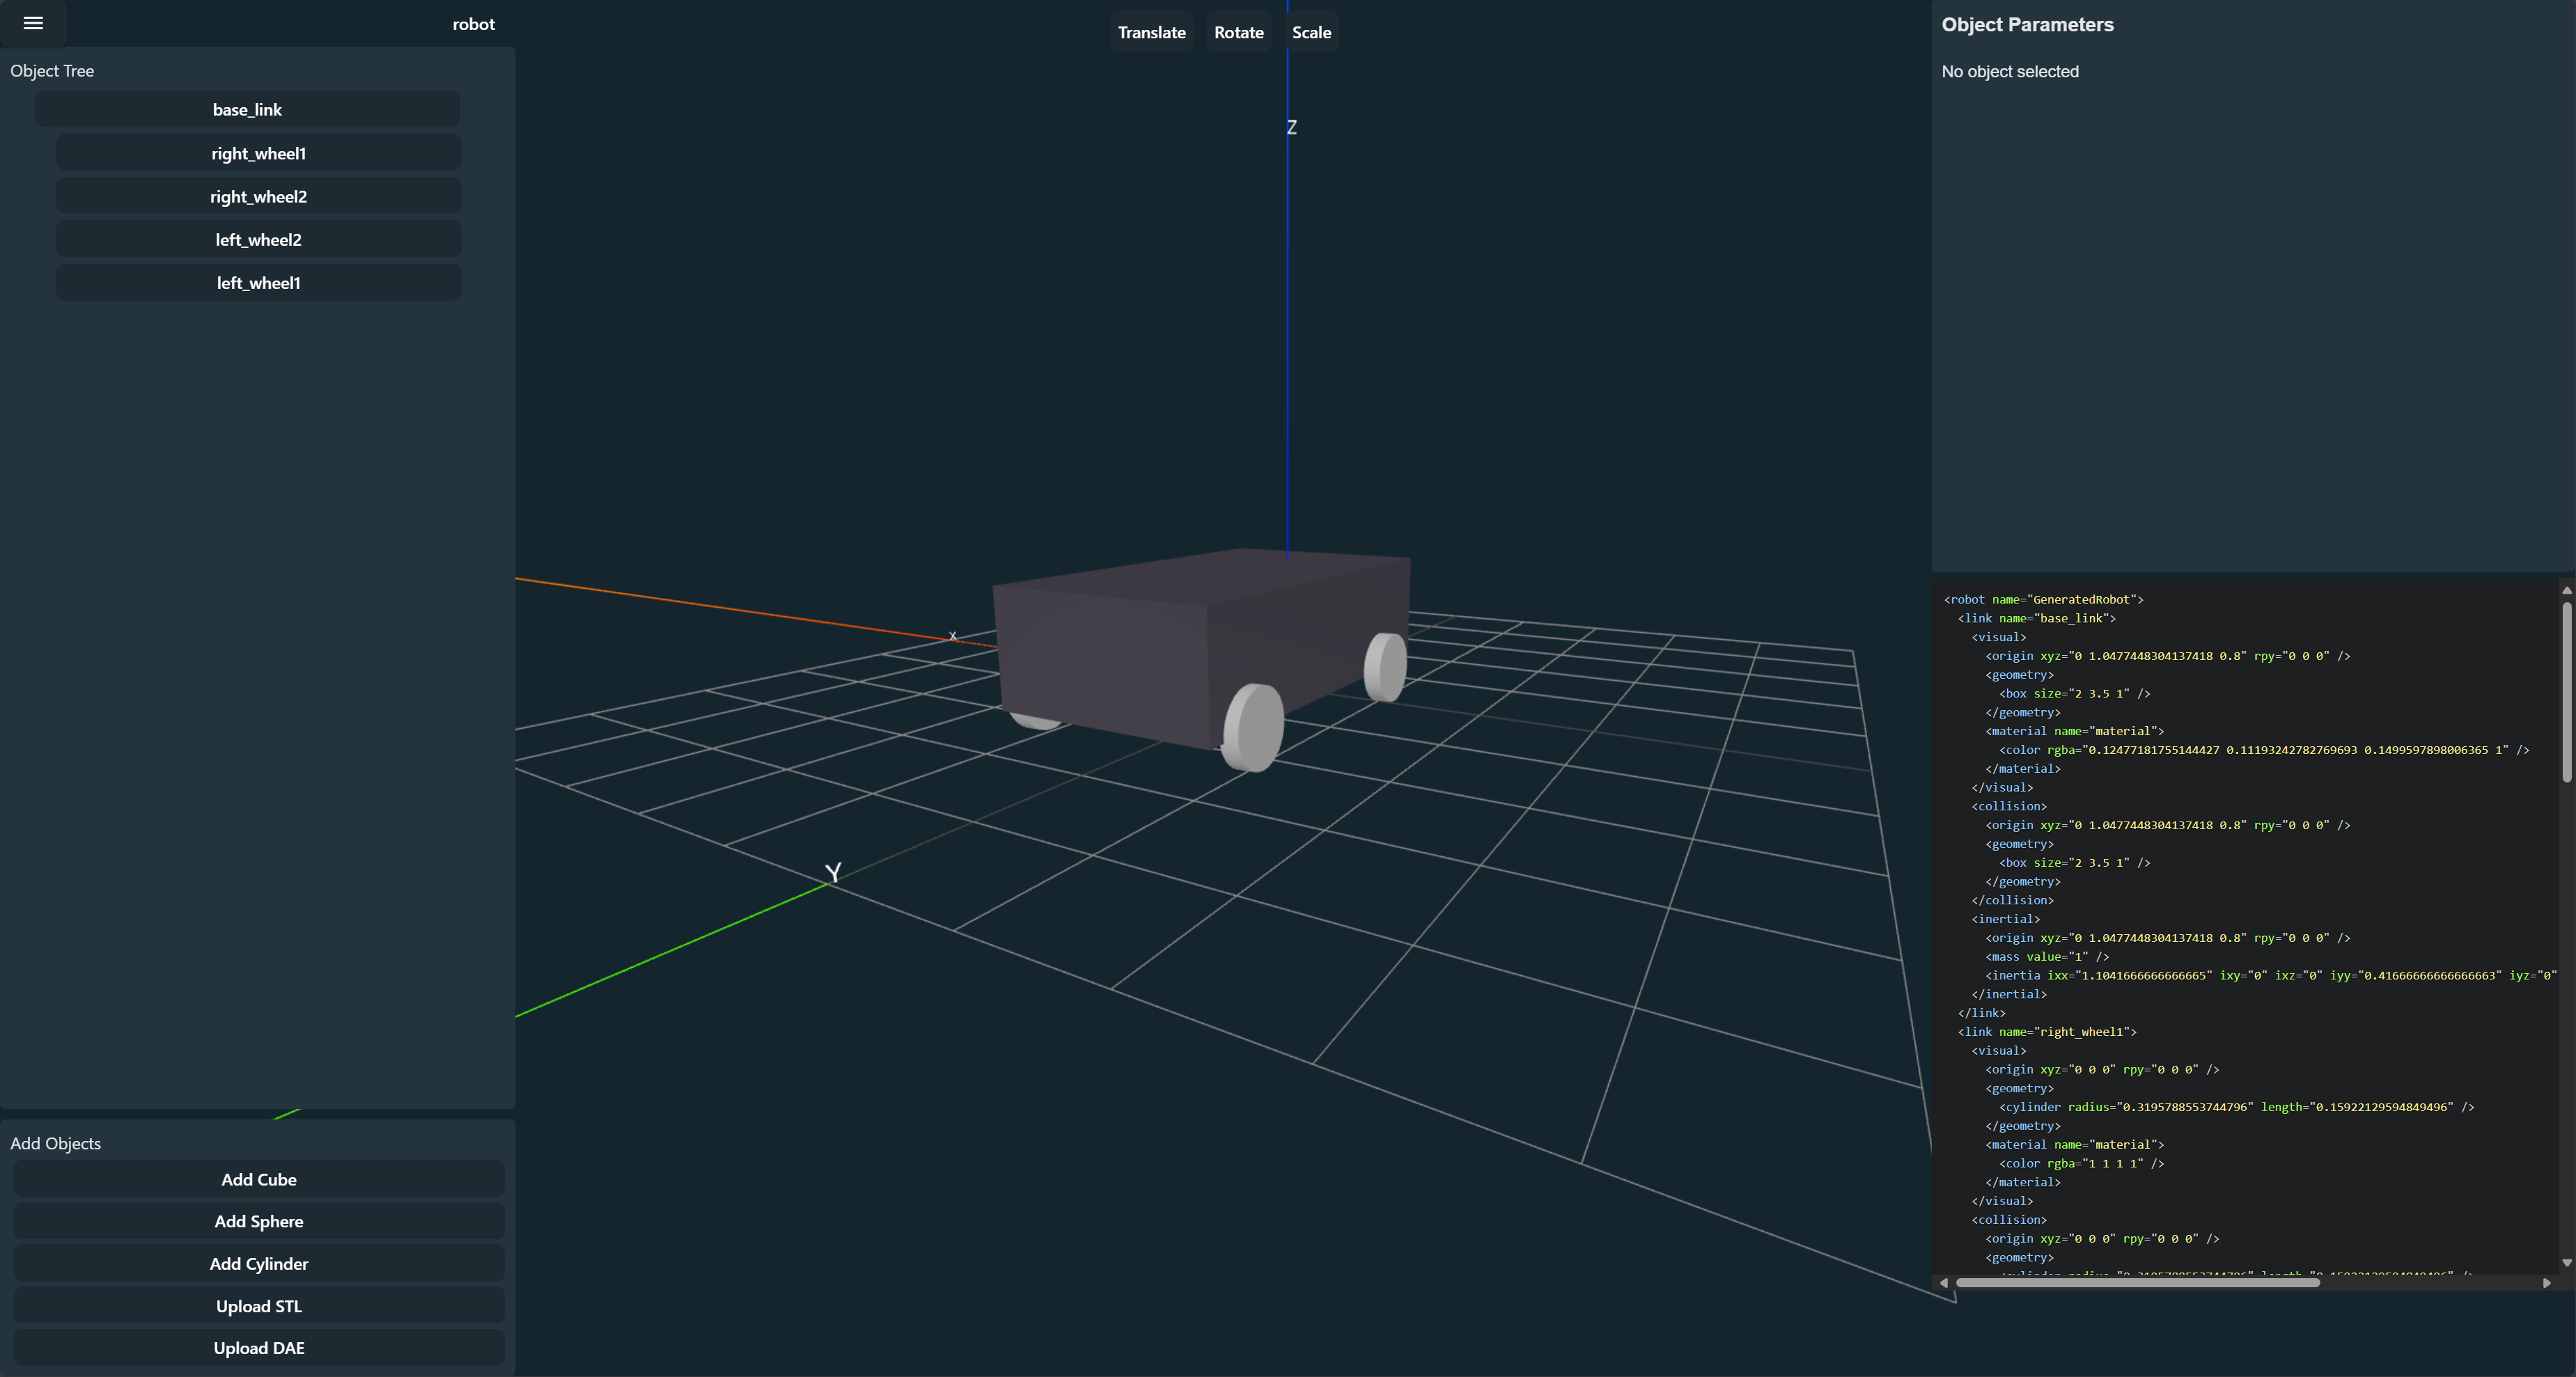 robot
Object Tree
base_link
right_wheel1
right_wheel2
left_wheel2
left_wheel1
Add Objects
Add Cube
Add Sphere
Add Cylinder
Upload STL
Upload DAE
Translate Rotate Scale
Z
X
Y
Object Parameters
No object selected
<robot name="GeneratedRobot">
<link name="base_link">
<visual>
<origin xyz="0 1.0477448304137418 0.8" rpy="0 0 0" />
<geometry>
<box size="2 3.5 1" />
</geometry>
<material name="material">
<color rgba="0.12477181755144427 0.11193242782769693 0.1499597898006365 1" />
</material>
</visual>
<collision>
<origin xyz="0 1.0477448304137418 0.8" rpy="0 0 0" />
<geometry>
<box size="2 3.5 1" />
</geometry>
</collision>
<inertial>
<origin xyz="0 1.0477448304137418 0.8" rpy="0 0 0" />
<mass value="1" />
<inertia ixx="1.1041666666666665" ixy="0" ixz="0" iyy="0.41666666666666663" iyz="0"
</inertial>
</link>
<link name="right_wheel1">
<visual>
<origin xyz="0 0 0" rpy="0 0 0" />
<geometry>
<cylinder radius="0.3195788553744796" length="0.15922129594849496" />
</geometry>
<material name="material">
<color rgba="1 1 1 1" />
</material>
</visual>
<collision>
<origin xyz="0 0 0" rpy="0 0 0" />
<geometry>